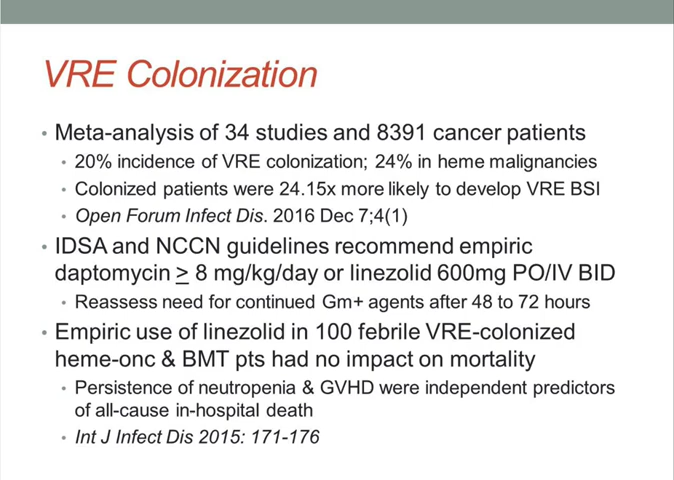 VRE Colonization
• Meta-analysis of 34 studies and 8391 cancer patients
• 20% incidence of VRE colonization; 24% in heme malignancies
• Colonized patients were 24.15x more likely to develop VRE BSI
• Open Forum Infect Dis. 2016 Dec 7;4(1)
• IDSA and NCCN guidelines recommend empiric
daptomycin ≥ 8 mg/kg/day or linezolid 600mg PO/IV BID
• Reassess need for continued Gm+ agents after 48 to 72 hours
• Empiric use of linezolid in 100 febrile VRE-colonized
heme-onc & BMT pts had no impact on mortality
• Persistence of neutropenia & GVHD were independent predictors
of all-cause in-hospital death
• Int J Infect Dis 2015: 171-176